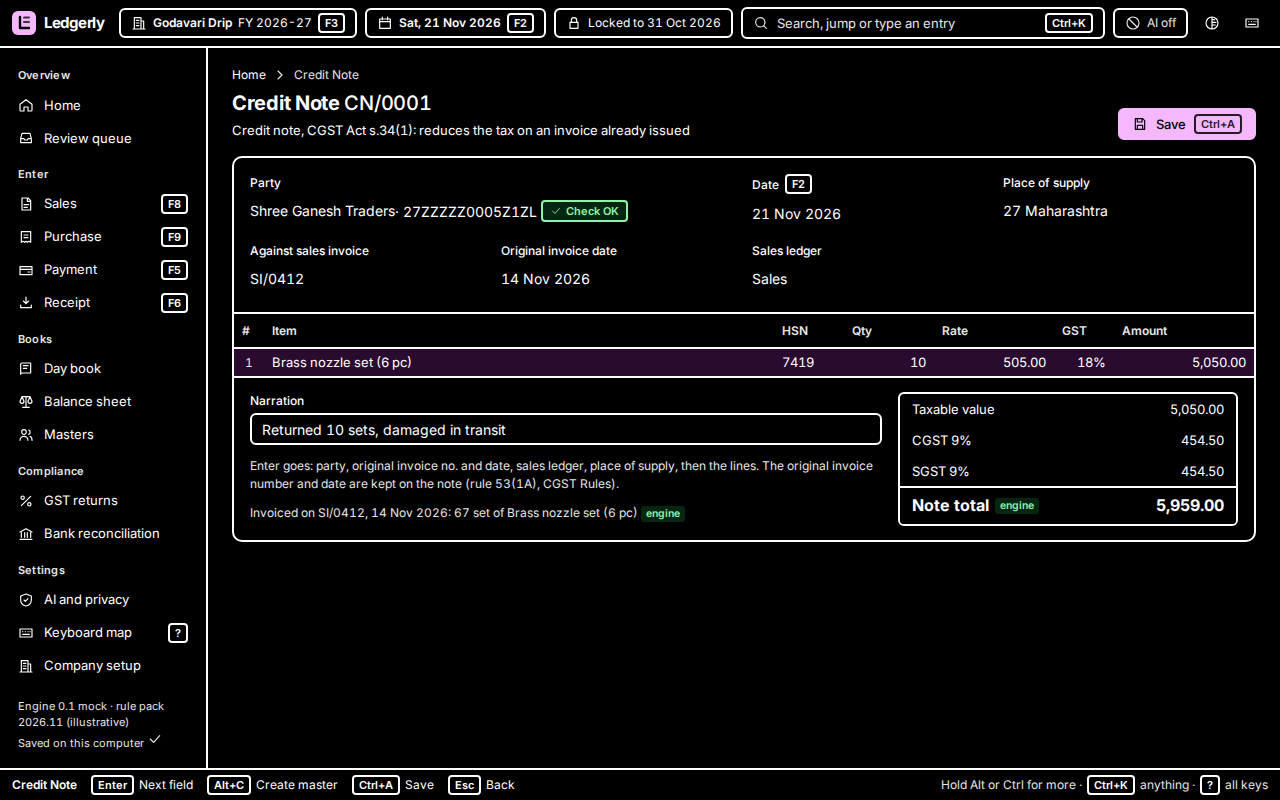 Ledgerly
Godavari Drip FY 2026-27 F3
Sat, 21 Nov 2026 F2
Locked to 31 Oct 2026
Search, jump or type an entry Ctrl+K
AI off
Overview
Home
Review queue
Enter
Sales F8
Purchase F9
Payment F5
Receipt F6
Books
Day book
Balance sheet
Masters
Compliance
GST returns
Bank reconciliation
Settings
AI and privacy
Keyboard map ?
Company setup
Engine 0.1 mock · rule pack
2026.11 (illustrative)
Saved on this computer
Home > Credit Note
Credit Note CN/0001
Credit note, CGST Act s.34(1): reduces the tax on an invoice already issued
Save Ctrl+A
Party
Shree Ganesh Traders· 27ZZZZZ0005Z1ZL Check OK
Date F2
21 Nov 2026
Place of supply
27 Maharashtra
Against sales invoice
SI/0412
Original invoice date
14 Nov 2026
Sales ledger
Sales
# Item HSN Qty Rate GST Amount
1 Brass nozzle set (6 pc) 7419 10 505.00 18% 5,050.00
Narration
Returned 10 sets, damaged in transit
Enter goes: party, original invoice no. and date, sales ledger, place of supply, then the lines. The original invoice
number and date are kept on the note (rule 53(1A), CGST Rules).
Invoiced on SI/0412, 14 Nov 2026: 67 set of Brass nozzle set (6 pc) engine
Taxable value 5,050.00
CGST 9% 454.50
SGST 9% 454.50
Note total engine 5,959.00
Credit Note Enter Next field Alt+C Create master Ctrl+A Save Esc Back
Hold Alt or Ctrl for more · Ctrl+K anything · ? all keys